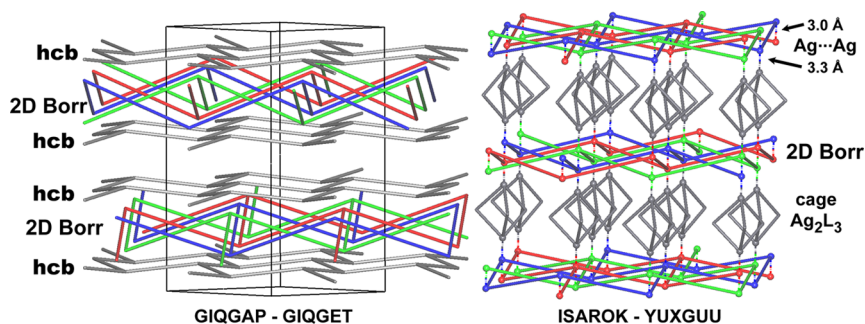 hcb
2D Borr
hcb
hcb
2D Borr
hcb
GIQGAP - GIQGET
3.0 Å
Ag···Ag
3.3 Å
2D Borr
cage
Ag₂L₃
ISAROK - YUXGUU